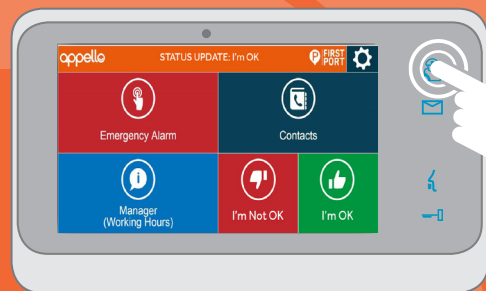 appello
STATUS UPDATE: I'm OK
FIRST
PORT
Emergency Alarm
Contacts
Manager
(Working Hours)
I'm Not OK
I'm OK